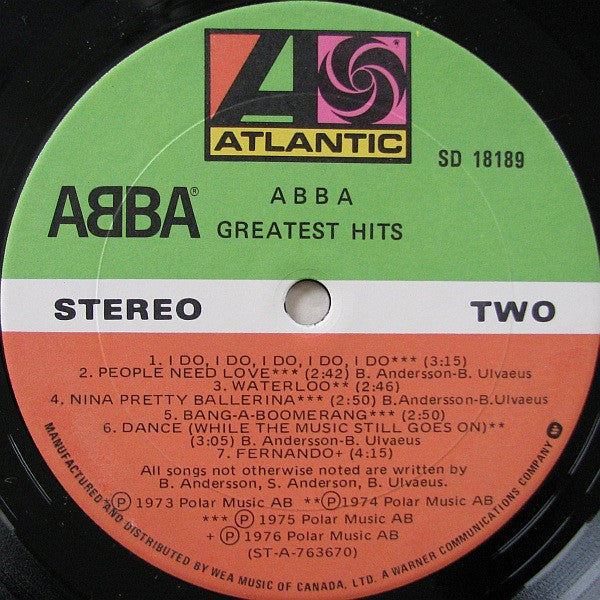 ATLANTIC
SD 18189
ABBA®
ABBA
GREATEST HITS
STEREO
TWO
1. I DO, I DO, I DO, I DO, I DO*** (3:15)
2. PEOPLE NEED LOVE*** (2:42) B. Andersson-B. Ulvaeus
3. WATERLOO** (2:46)
4. NINA PRETTY BALLERINA*** (2:50) B. Andersson-B.Ulvaeus
5. BANG-A-BOOMERANG*** (2:50)
6. DANCE (WHILE THE MUSIC STILL GOES ON)**
(3:05) B. Andersson-B. Ulvaeus
7. FERNANDO+ (4:15)
All songs not otherwise noted are written by
B. Andersson, S. Anderson, B. Ulvaeus.
Ⓟ 1973 Polar Music AB **Ⓟ 1974 Polar Music AB
*** Ⓟ 1975 Polar Music AB
+ Ⓟ 1976 Polar Music AB
(ST-A-763670)
MANUFACTURED AND DISTRIBUTED BY WEA MUSIC OF CANADA, LTD. A WARNER COMMUNICATIONS COMPANY